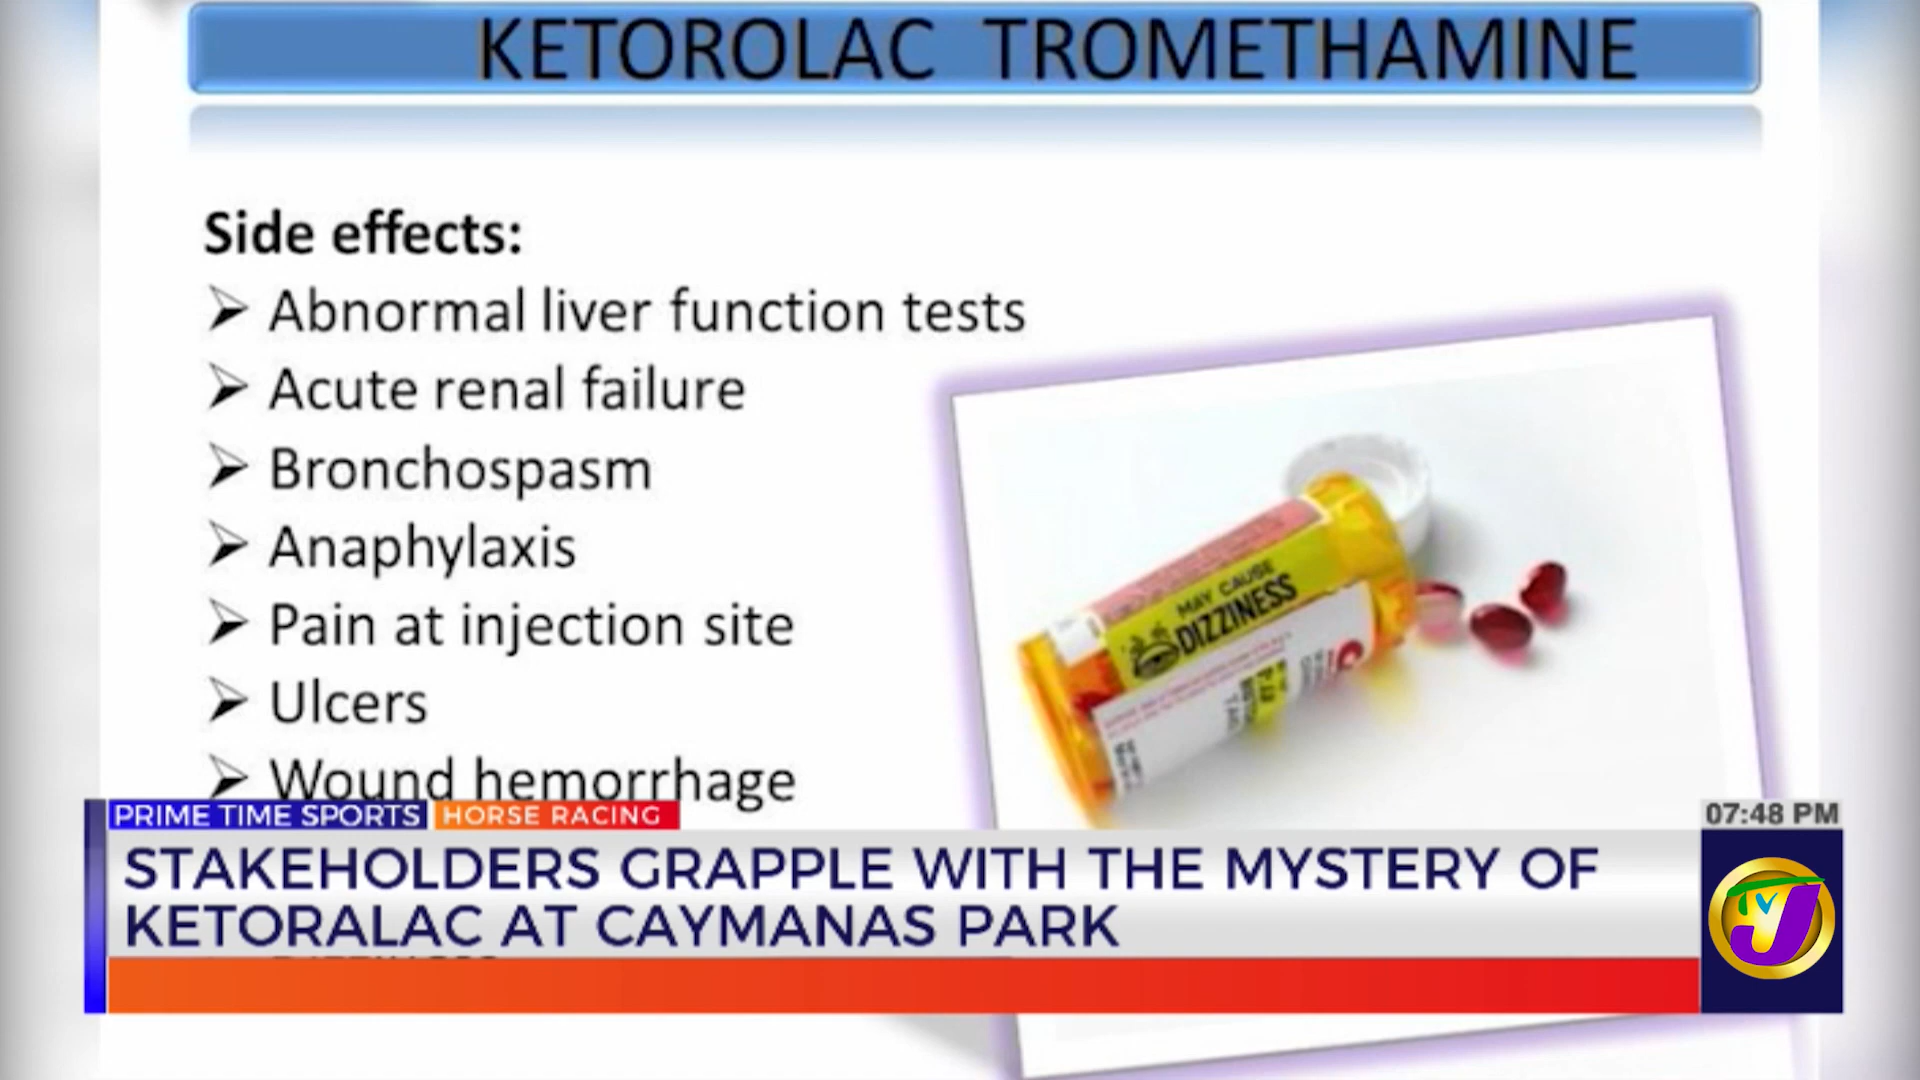 KETOROLAC TROMETHAMINE
Side effects:
Abnormal liver function tests
Acute renal failure
Bronchospasm
Anaphylaxis
Pain at injection site
Ulcers
Wound hemorrhage
MAY CAUSE
DIZZINESS
PRIME TIME SPORTS HORSE RACING
07:48 PM
STAKEHOLDERS GRAPPLE WITH THE MYSTERY OF
KETORALAC AT CAYMANAS PARK
TVJ